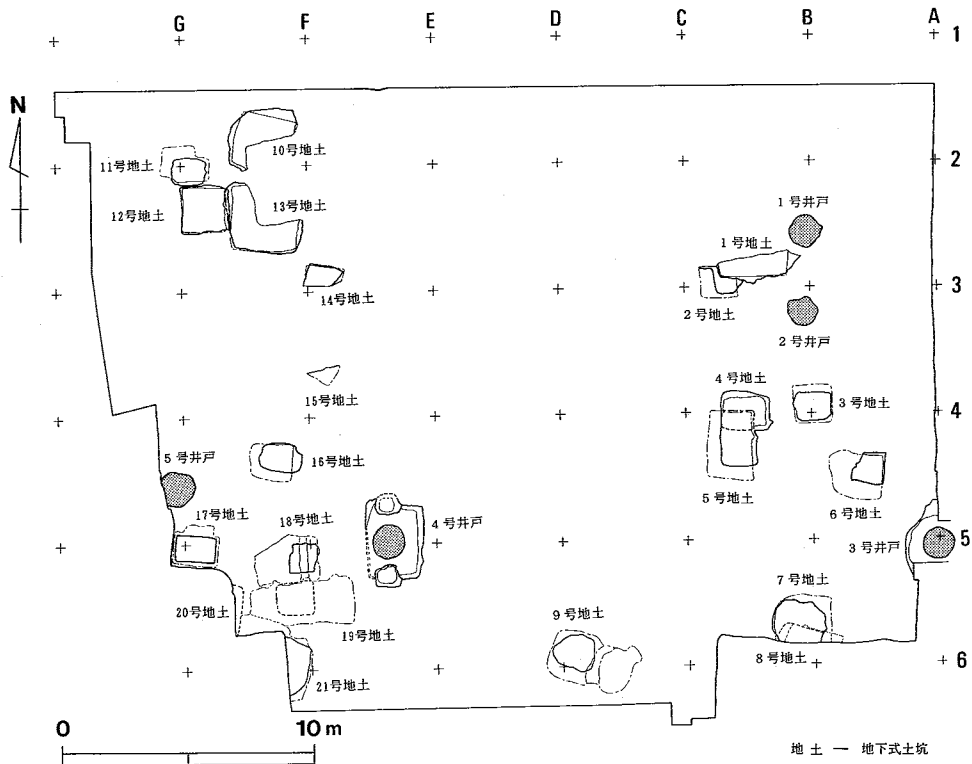 G F E D C B A
1
N
10号地土
11号地土
2
12号地土
13号地土
1号井戸
1号地土
14号地土
3
2号地土
2号井戸
15号地土
4号地土
3号地土
4
5号井戸
16号地土
5号地土
6号地土
17号地土
18号地土
4号井戸
3号井戸
5
20号地土
19号地土
9号地土
7号地土
8号地土
6
21号地土
0 10m
地土 — 地下式土坑